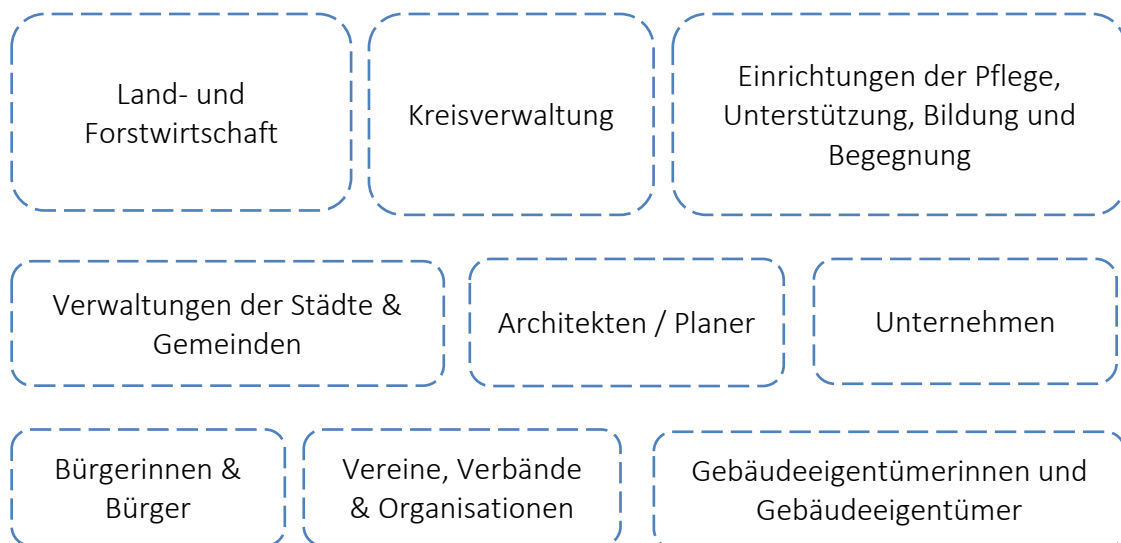 Land- und
Forstwirtschaft
Kreisverwaltung
Einrichtungen der Pflege,
Unterstützung, Bildung und
Begegnung
Verwaltungen der Städte &
Gemeinden
Architekten / Planer
Unternehmen
Bürgerinnen &
Bürger
Vereine, Verbände
& Organisationen
Gebäudeeigentümerinnen und
Gebäudeeigentümer